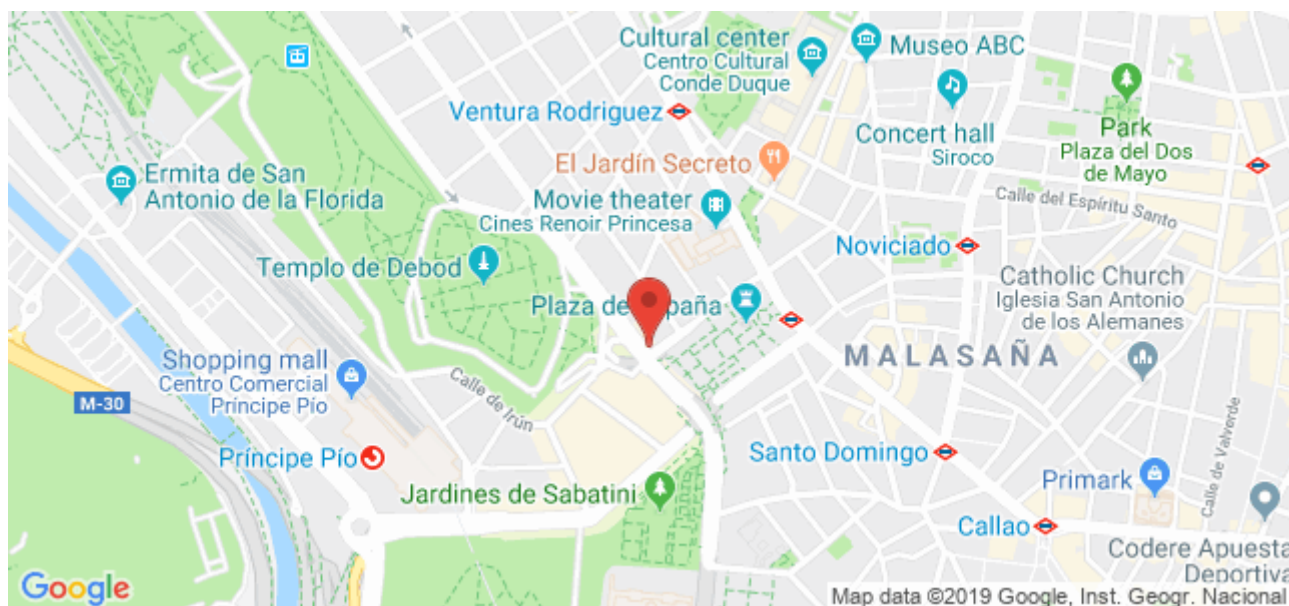 Cultural center
Centro Cultural
Conde Duque
Museo ABC
Ventura Rodriguez
Concert hall
Siroco
Park
Plaza del Dos
de Mayo
El Jardín Secreto
Ermita de San
Antonio de la Florida
Movie theater
Cines Renoir Princesa
Calle del Espíritu Santo
Noviciado
Templo de Debod
Catholic Church
Iglesia San Antonio
de los Alemanes
Plaza de
MALASAÑA
Shopping mall
Centro Comercial
Príncipe Pío
Calle de Irún
M-30
Calle de Valverde
Príncipe Pío
Santo Domingo
Primark
Jardines de Sabatini
Callao
Codere Apuesta
Deportiva
Google
Map data ©2019 Google, Inst. Geogr. Nacional